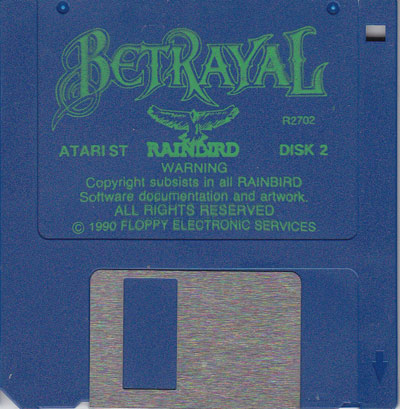 BETRAYAL
R2702
ATARI ST RAINBIRD DISK 2
WARNING
Copyright subsists in all RAINBIRD
Software documentation and artwork.
ALL RIGHTS RESERVED
© 1990 FLOPPY ELECTRONIC SERVICES